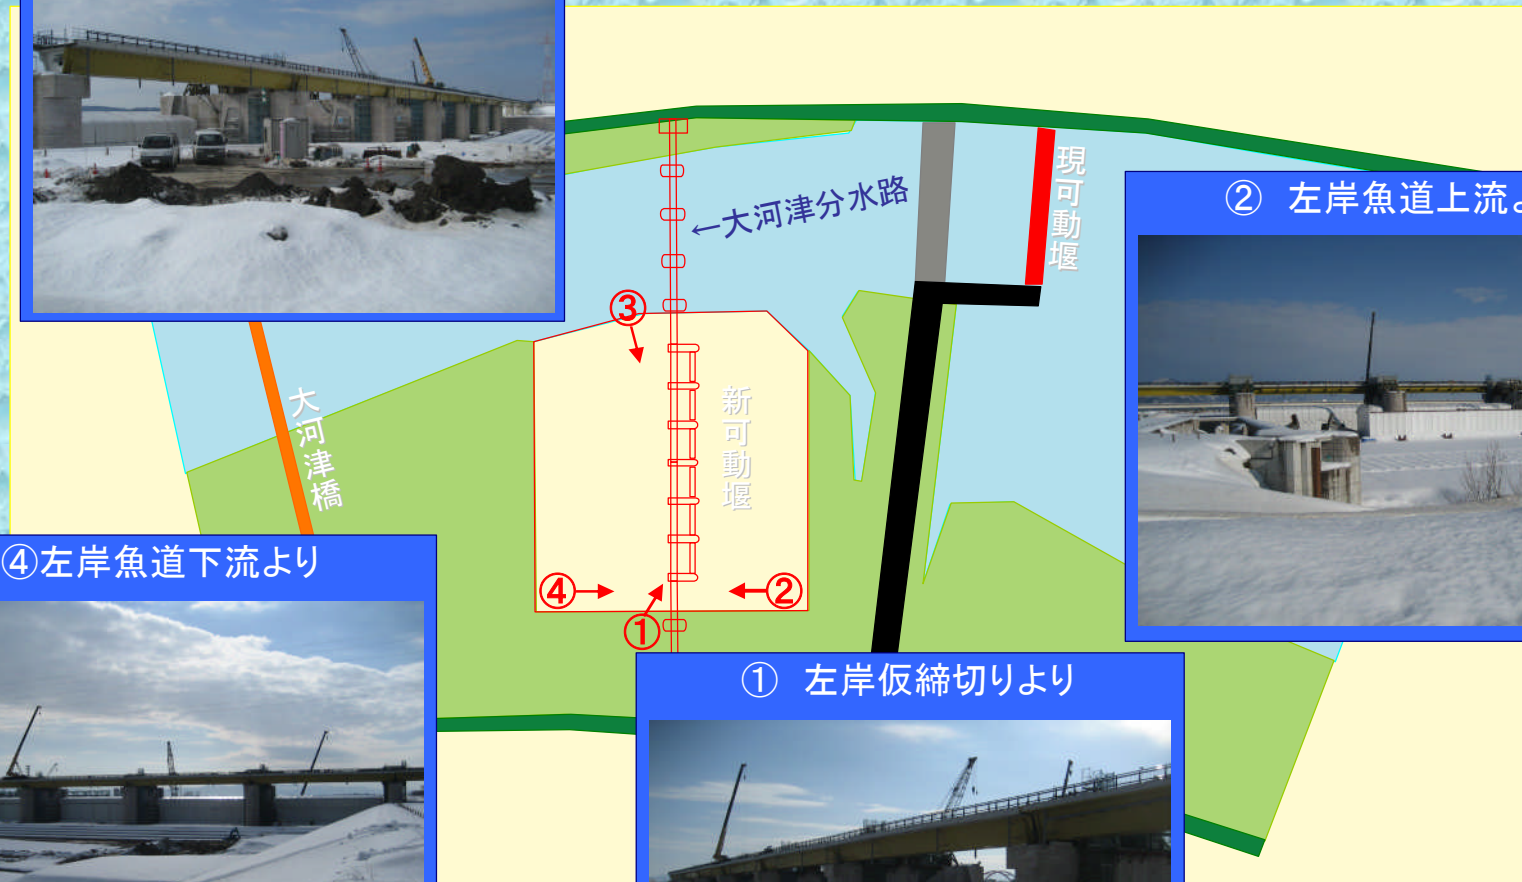 現可動堰
② 左岸魚道上流よ
←大河津分水路
③
大河津橋
新可動堰
④左岸魚道下流より
④
②
①
① 左岸仮締切りより